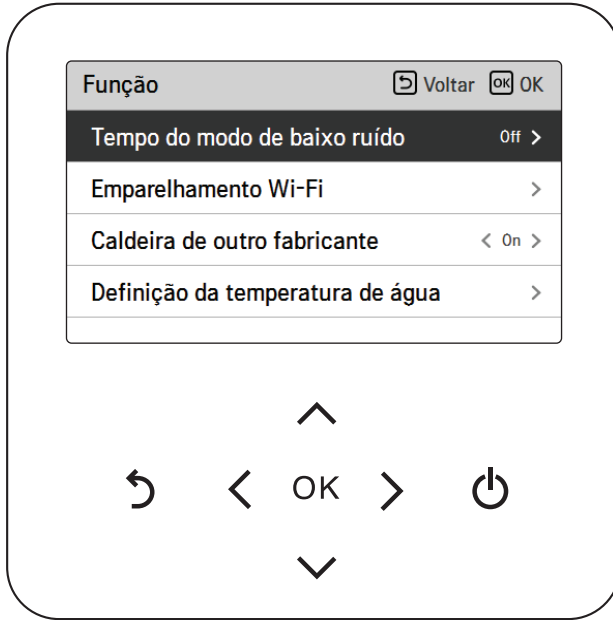 Função Voltar OK OK
Tempo do modo de baixo ruído Off >
Emparelhamento Wi-Fi >
Caldeira de outro fabricante < On >
Definição da temperatura de água >
OK